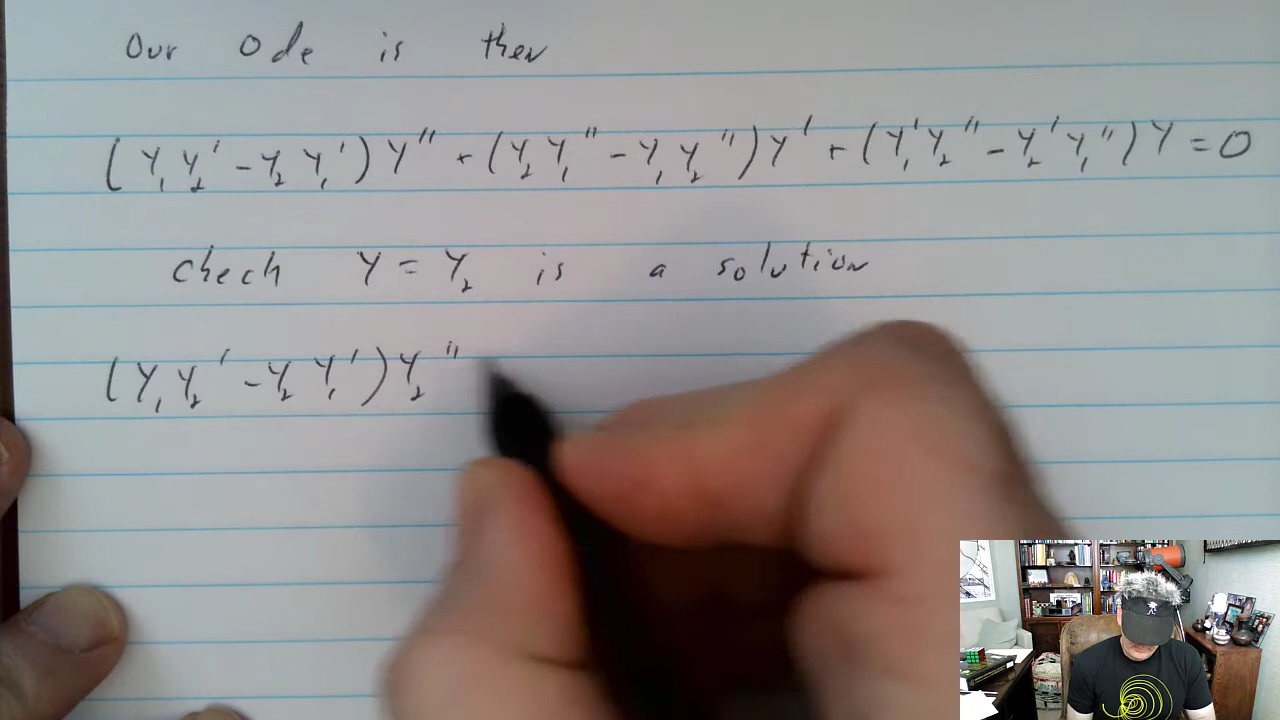 Our Ode is then
(Y₁Y₂' - Y₂Y₁')Y'' + (Y₂Y₁'' - Y₁Y₂'')Y' + (Y₁'Y₂'' - Y₂'Y₁'')Y = 0
Check Y = Y₂ is a solution
(Y₁Y₂' - Y₂Y₁')Y₂''